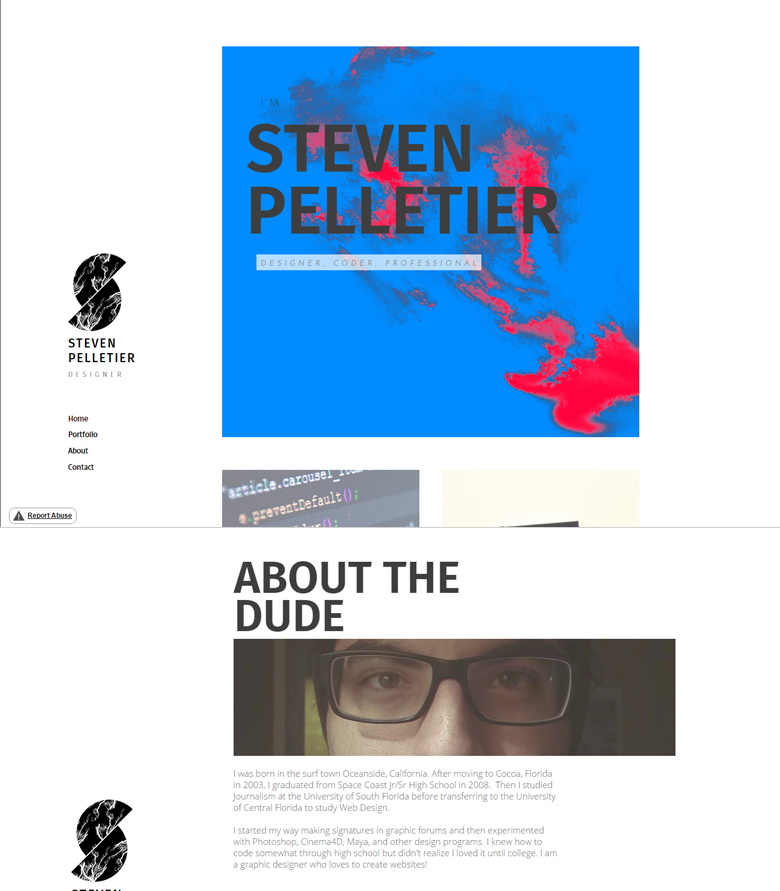 I'M
STEVEN
PELLETIER
DESIGNER, CODER, PROFESSIONAL
STEVEN
PELLETIER
DESIGNER
Home
Portfolio
About
Contact
e.preventDefault();
Report Abuse
ABOUT THE
DUDE
I was born in the surf town Oceanside, California. After moving to Cocoa, Florida
in 2003, I graduated from Space Coast Jr/Sr High School in 2008. Then I studied
Journalism at the University of South Florida before transferring to the University
of Central Florida to study Web Design.
I started my way making signatures in graphic forums and then experimented
with Photoshop, Cinema4D, Maya, and other design programs. I knew how to
code somewhat through high school but didn't realize I loved it until college. I am
a graphic designer who loves to create websites!
STEVEN